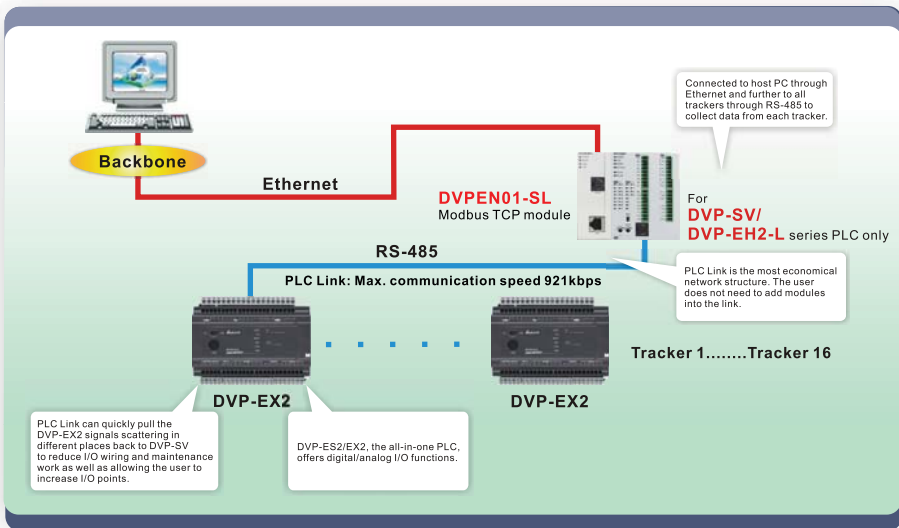 Connected to host PC through
Ethernet and further to all
trackers through RS-485 to
collect data from each tracker.
Backbone
Ethernet
DVPEN01-SL
Modbus TCP module
For
DVP-SV/
DVP-EH2-L series PLC only
RS-485
PLC Link: Max. communication speed 921kbps
PLC Link is the most economical
network structure. The user
does not need to add modules
into the link.
Tracker 1........Tracker 16
DVP-EX2
DVP-EX2
PLC Link can quickly pull the
DVP-EX2 signals scattering in
different places back to DVP-SV
to reduce I/O wiring and maintenance
work as well as allowing the user to
increase I/O points.
DVP-ES2/EX2, the all-in-one PLC,
offers digital/analog I/O functions.